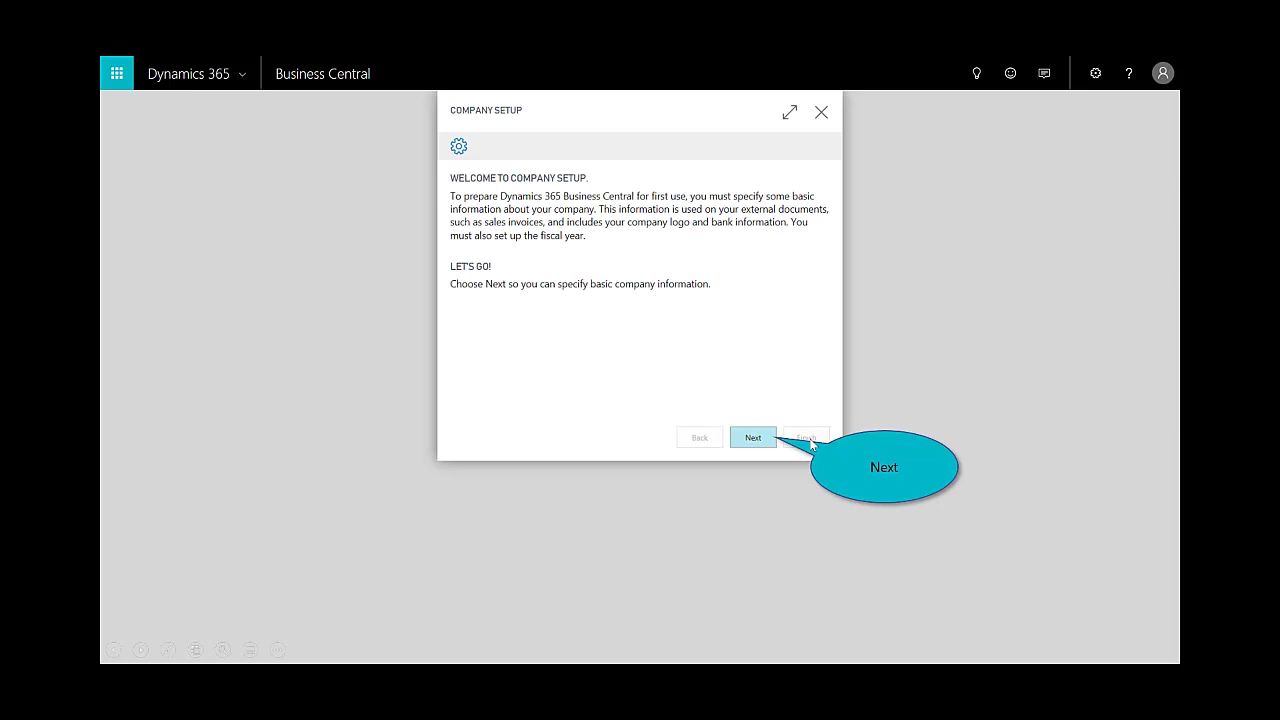 Dynamics 365 Business Central
COMPANY SETUP
WELCOME TO COMPANY SETUP.
To prepare Dynamics 365 Business Central for first use, you must specify some basic
information about your company. This information is used on your external documents,
such as sales invoices, and includes your company logo and bank information. You
must also set up the fiscal year.
LET'S GO!
Choose Next so you can specify basic company information.
Back Next Finish
Next